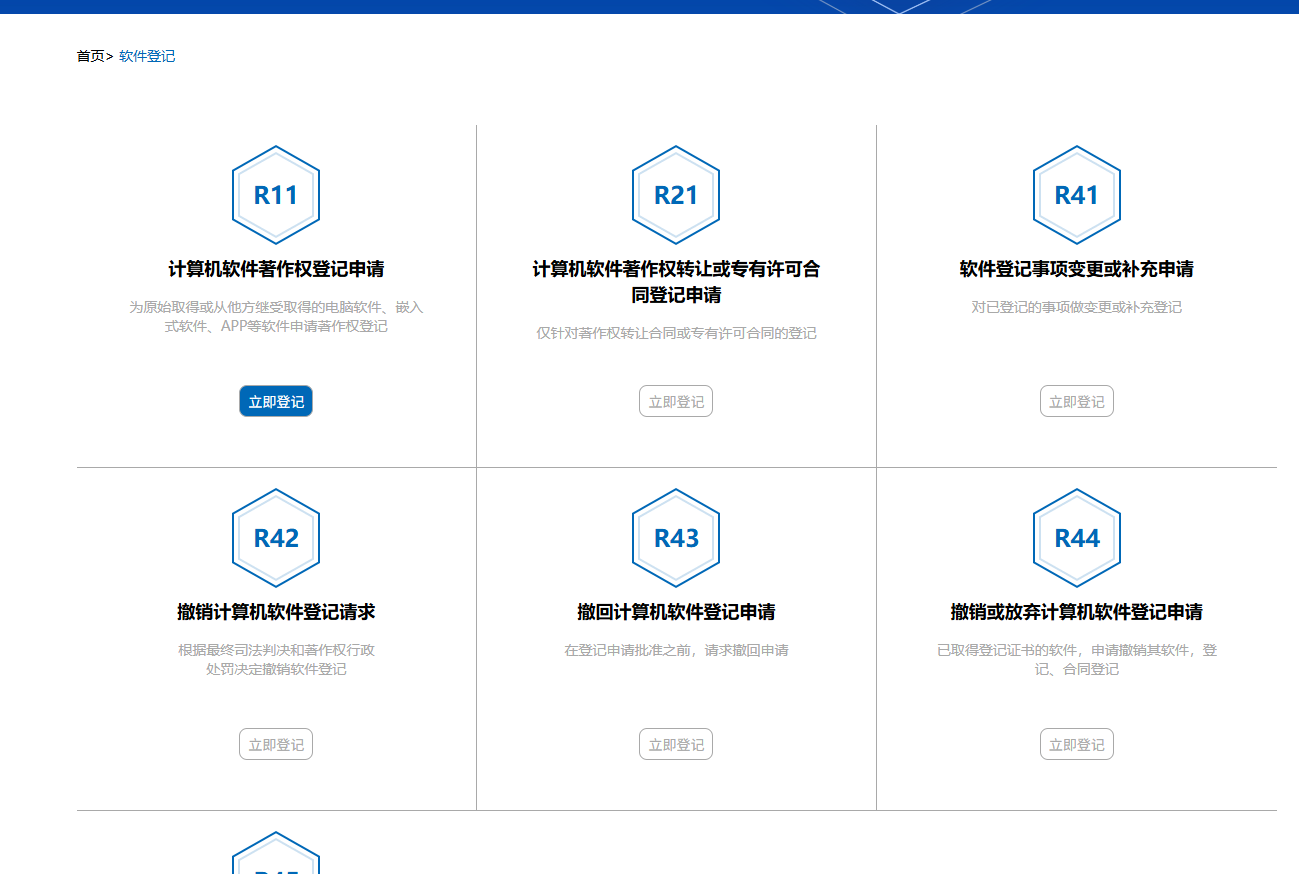 首页> 软件登记
R11
计算机软件著作权登记申请
为原始取得或从他方继受取得的电脑软件、嵌入
式软件、APP等软件申请著作权登记
立即登记
R21
计算机软件著作权转让或专有许可合
同登记申请
仅针对著作权转让合同或专有许可合同的登记
立即登记
R41
软件登记事项变更或补充申请
对已登记的事项做变更或补充登记
立即登记
R42
撤销计算机软件登记请求
根据最终司法判决和著作权行政
处罚决定撤销软件登记
立即登记
R43
撤回计算机软件登记申请
在登记申请批准之前，请求撤回申请
立即登记
R44
撤销或放弃计算机软件登记申请
已取得登记证书的软件，申请撤销其软件，登
记、合同登记
立即登记